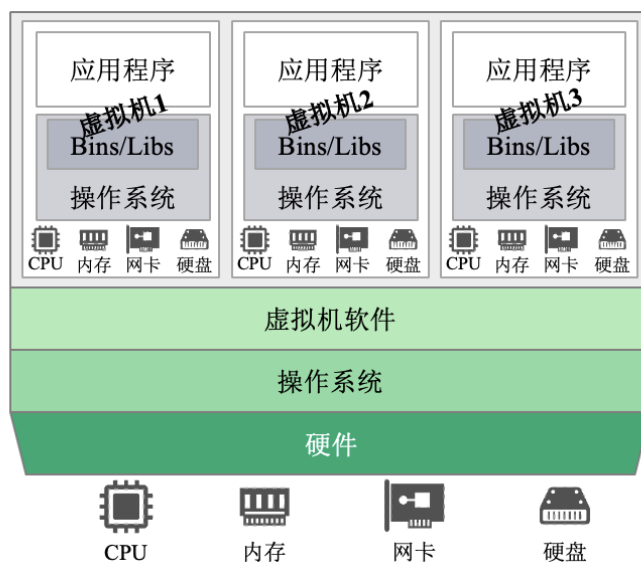 应用程序 应用程序 应用程序
虚拟机1 虚拟机2 虚拟机3
Bins/Libs Bins/Libs Bins/Libs
操作系统 操作系统 操作系统
CPU 内存 网卡 硬盘 CPU 内存 网卡 硬盘 CPU 内存 网卡 硬盘
虚拟机软件
操作系统
硬件
CPU 内存 网卡 硬盘